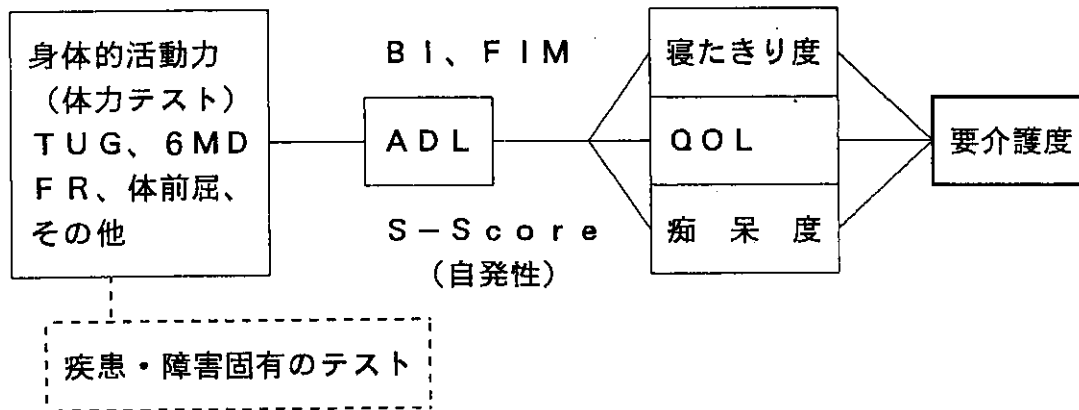 身体的活動力
（体力テスト）
ＴＵＧ、６ＭＤ
ＦＲ、体前屈、
その他
ＢＩ、ＦＩＭ
ＡＤＬ
Ｓ－Ｓｃｏｒｅ
（自発性）
寝たきり度
ＱＯＬ
痴　呆　度
要介護度
疾患・障害固有のテスト